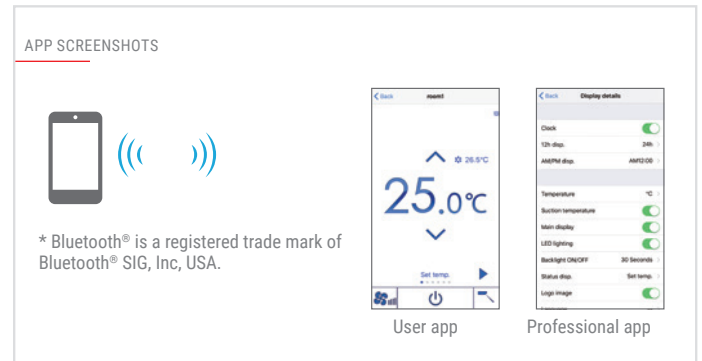 APP SCREENSHOTS
* Bluetooth® is a registered trade mark of
Bluetooth® SIG, Inc, USA.
Back room1
26.5°C
25.0°C
Set temp.
User app
Back Display details
Clock
12h disp. 24h
AM/PM disp. AM12:00
Temperature °C
Suction temperature
Main display
LED lighting
Backlight ON/OFF 30 Seconds
Status disp. Set temp.
Logo image
Professional app